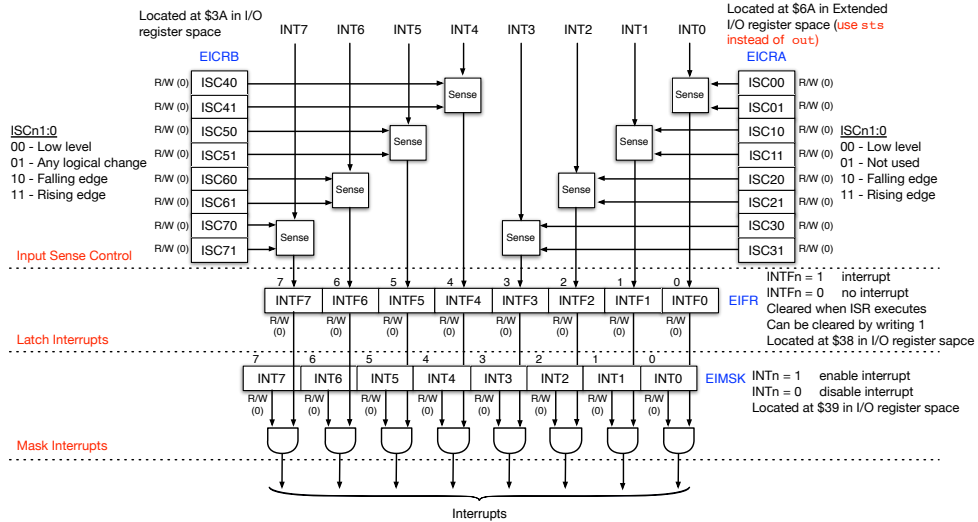 Located at $3A in I/O
register space
INT7 INT6 INT5 INT4 INT3 INT2 INT1 INT0
Located at $6A in Extended
I/O register space (use sts
instead of out)
EICRB
EICRA
R/W (0) ISC40
R/W (0) ISC41
R/W (0) ISC50
R/W (0) ISC51
R/W (0) ISC60
R/W (0) ISC61
R/W (0) ISC70
R/W (0) ISC71
ISCn1:0
00 - Low level
01 - Any logical change
10 - Falling edge
11 - Rising edge
Sense
Sense
Sense
Sense
Sense
Sense
Sense
Sense
ISC00 R/W (0)
ISC01 R/W (0)
ISC10 R/W (0)
ISC11 R/W (0)
ISC20 R/W (0)
ISC21 R/W (0)
ISC30 R/W (0)
ISC31 R/W (0)
ISCn1:0
00 - Low level
01 - Not used
10 - Falling edge
11 - Rising edge
Input Sense Control
7 6 5 4 3 2 1 0
INTF7 INTF6 INTF5 INTF4 INTF3 INTF2 INTF1 INTF0
EIFR
R/W R/W R/W R/W R/W R/W R/W R/W
(0) (0) (0) (0) (0) (0) (0) (0)
INTFn = 1 interrupt
INTFn = 0 no interrupt
Cleared when ISR executes
Can be cleared by writing 1
Located at $38 in I/O register sapce
Latch Interrupts
7 6 5 4 3 2 1 0
INT7 INT6 INT5 INT4 INT3 INT2 INT1 INT0
EIMSK
R/W R/W R/W R/W R/W R/W R/W R/W
(0) (0) (0) (0) (0) (0) (0) (0)
INTn = 1 enable interrupt
INTn = 0 disable interrupt
Located at $39 in I/O register space
Mask Interrupts
Interrupts